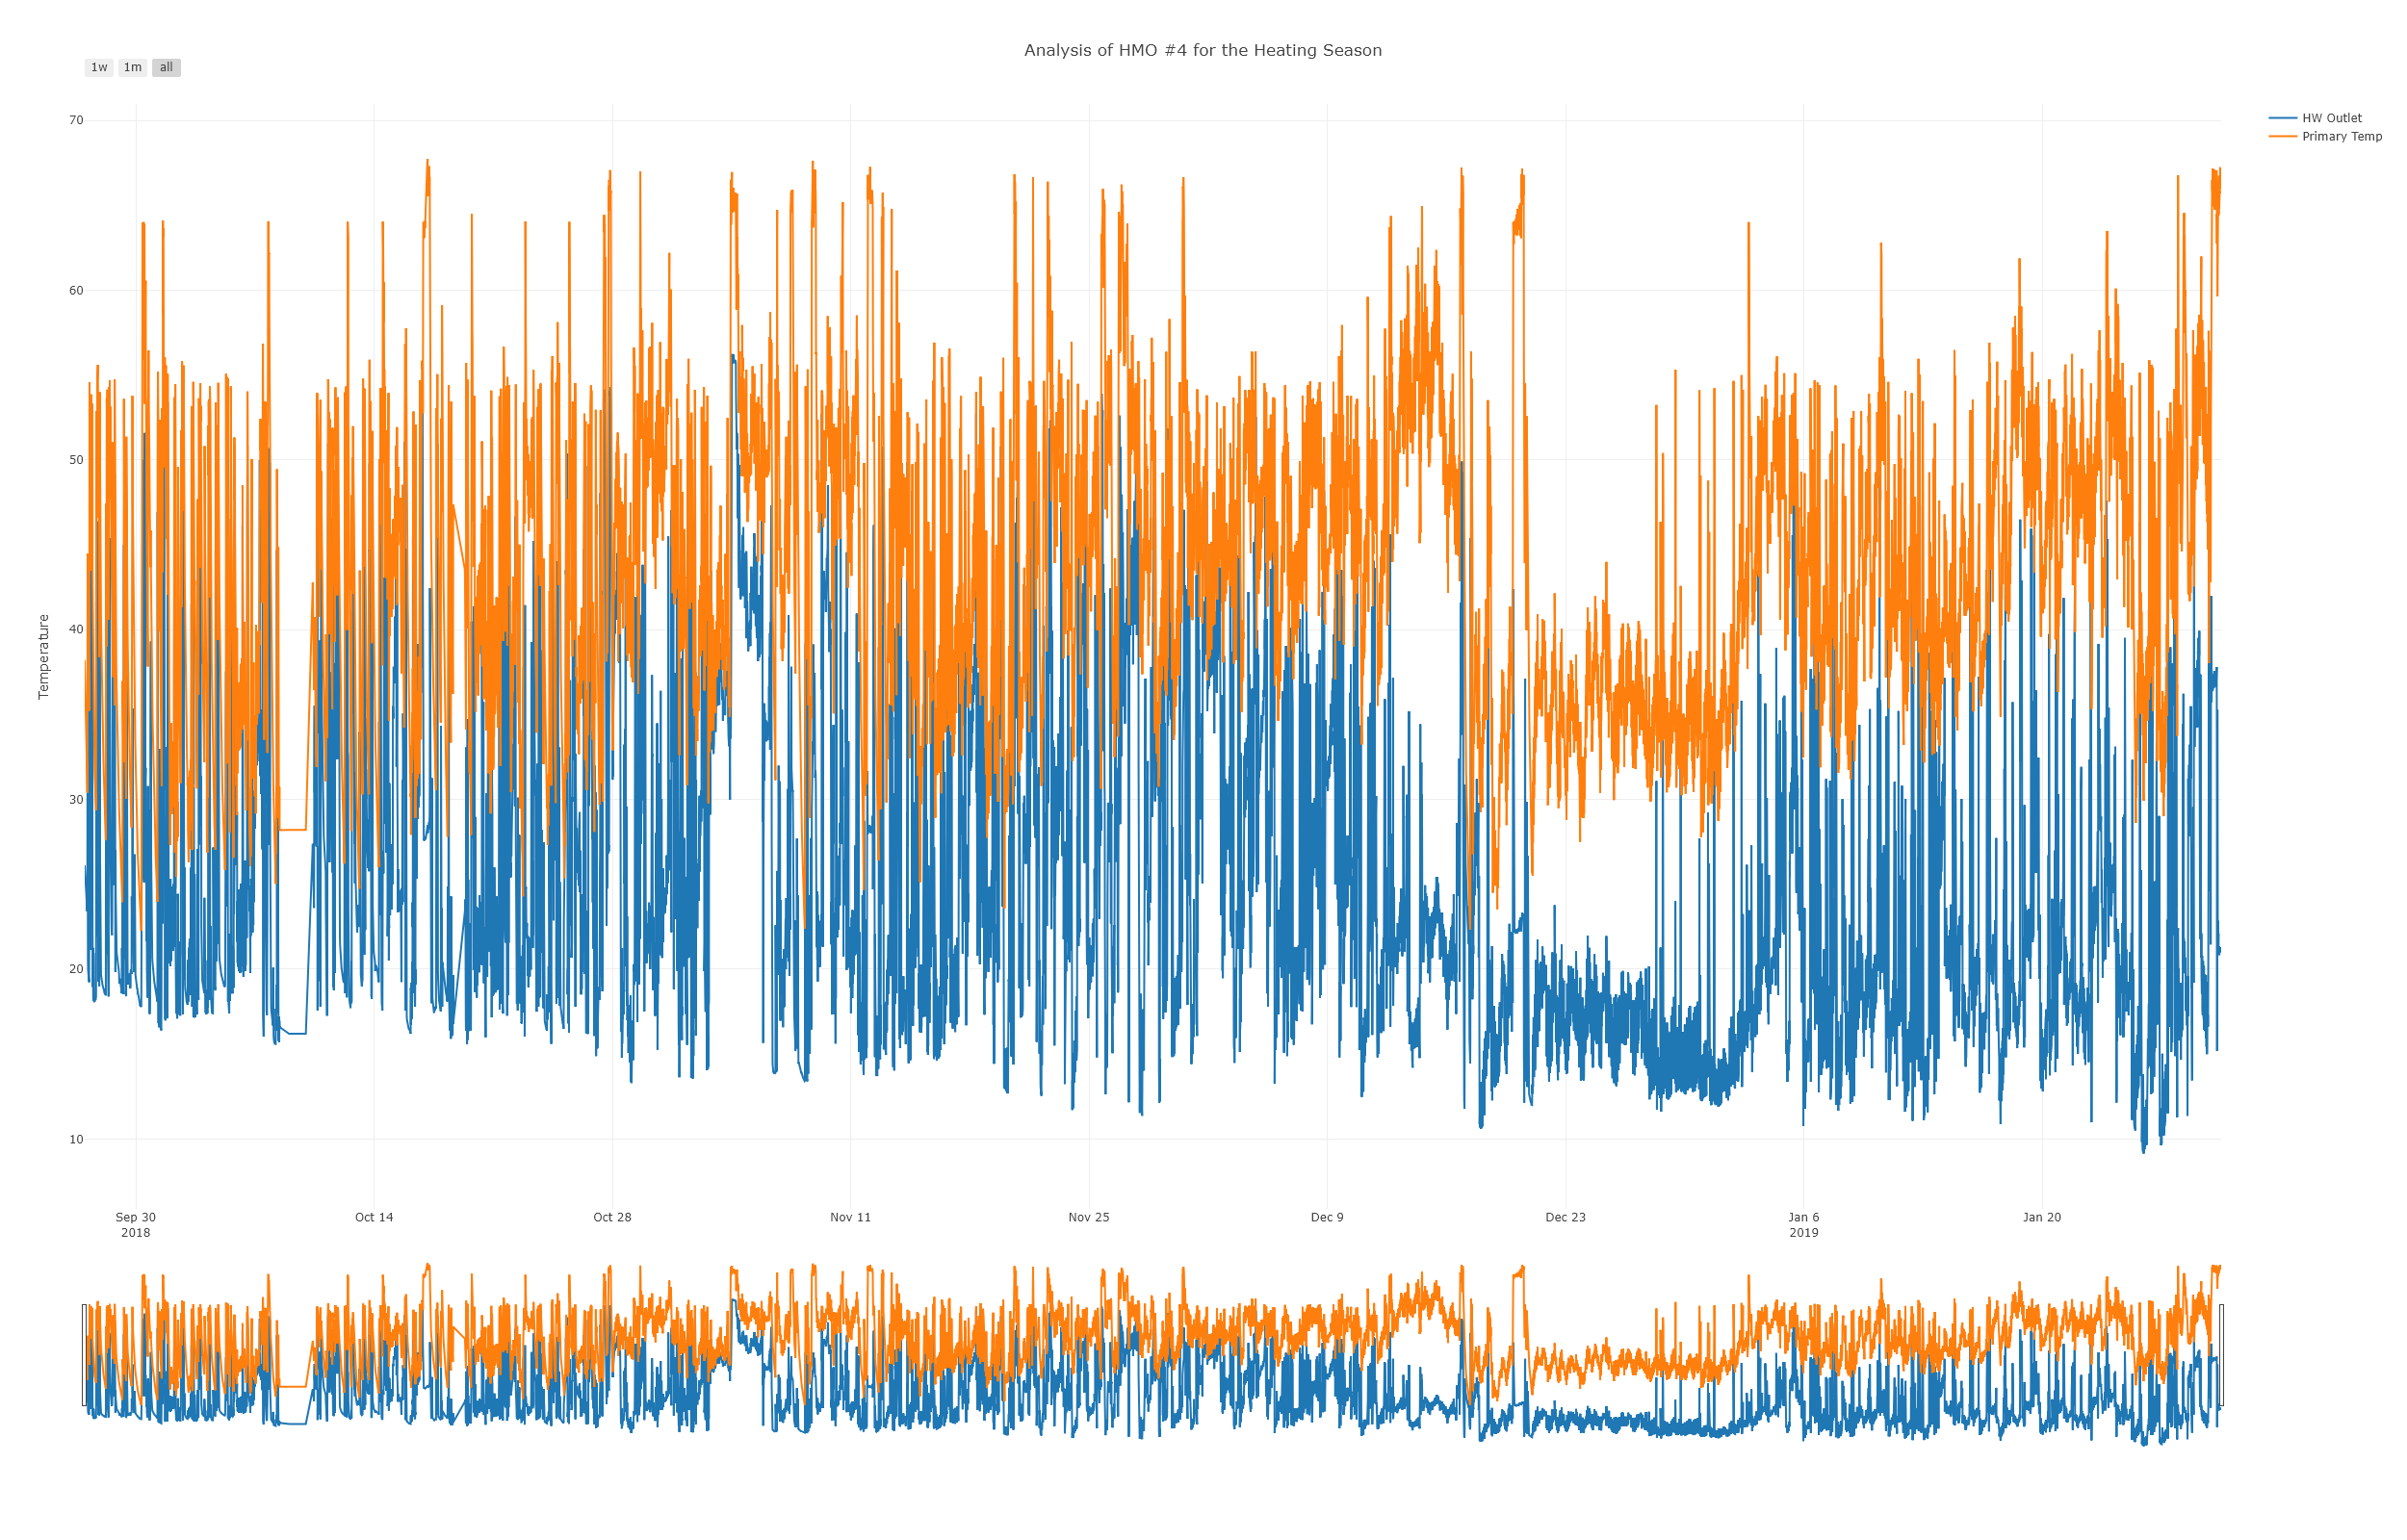 Analysis of HMO #4 for the Heating Season
1w 1m all
HW Outlet
Primary Temp
Temperature
70
60
50
40
30
20
10
Sep 30 Oct 14 Oct 28 Nov 11 Nov 25 Dec 9 Dec 23 Jan 6 Jan 20
2018 2019